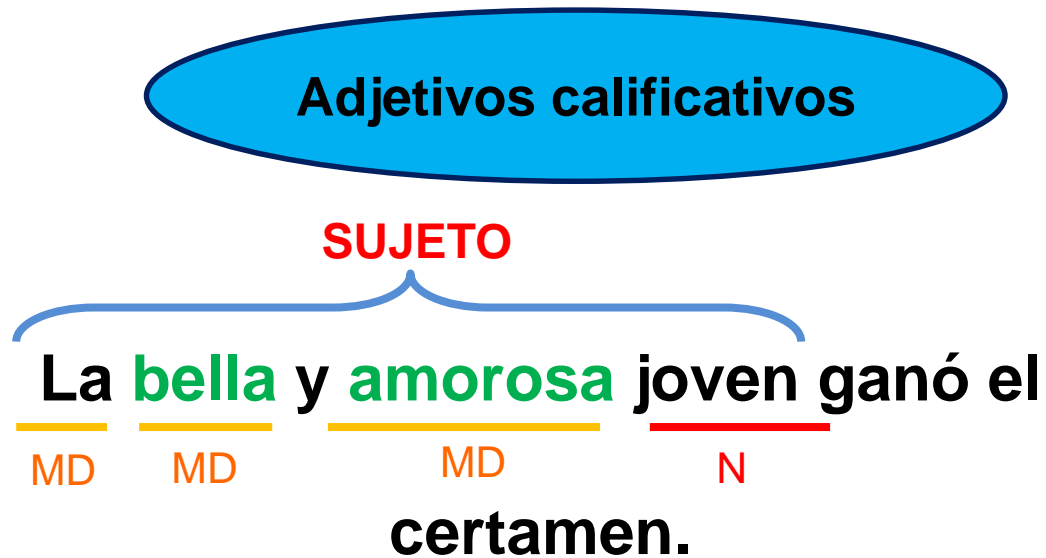 Adjetivos calificativos
SUJETO
La bella y amorosa joven ganó el
MD MD MD N
certamen.